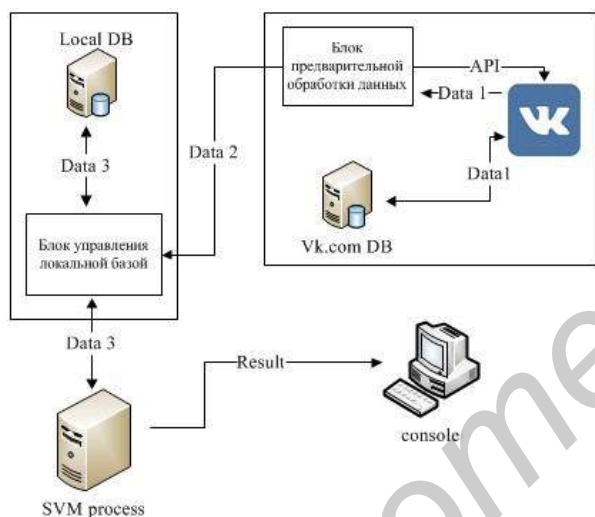 Local DB
Блок
предварительной
обработки данных
API
Data 1
Data 2
Data 3
Data1
Vk.com DB
Блок управления
локальной базой
Data 3
Result
console
SVM process